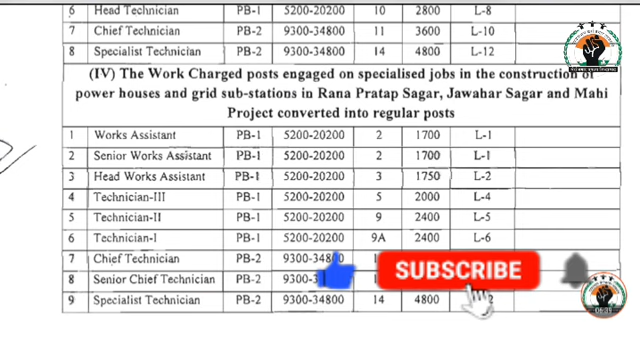 6 Head Technician PB-1 5200-20200 10 2800 L-8
7 Chief Technician PB-2 9300-34800 11 3600 L-10
8 Specialist Technician PB-2 9300-34800 14 4800 L-12
(IV) The Work Charged posts engaged on specialised jobs in the construction of
power houses and grid sub-stations in Rana Pratap Sagar, Jawahar Sagar and Mahi
Project converted into regular posts
1 Works Assistant PB-1 5200-20200 2 1700 L-1
2 Senior Works Assistant PB-1 5200-20200 2 1700 L-1
3 Head Works Assistant PB-1 5200-20200 3 1750 L-2
4 Technician-III PB-1 5200-20200 5 2000 L-4
5 Technician-II PB-1 5200-20200 9 2400 L-5
6 Technician-I PB-1 5200-20200 9A 2400 L-6
7 Chief Technician PB-2 9300-34800
8 Senior Chief Technician PB-2
9 Specialist Technician PB-2 9300-34800 14 4800
SUBSCRIBE